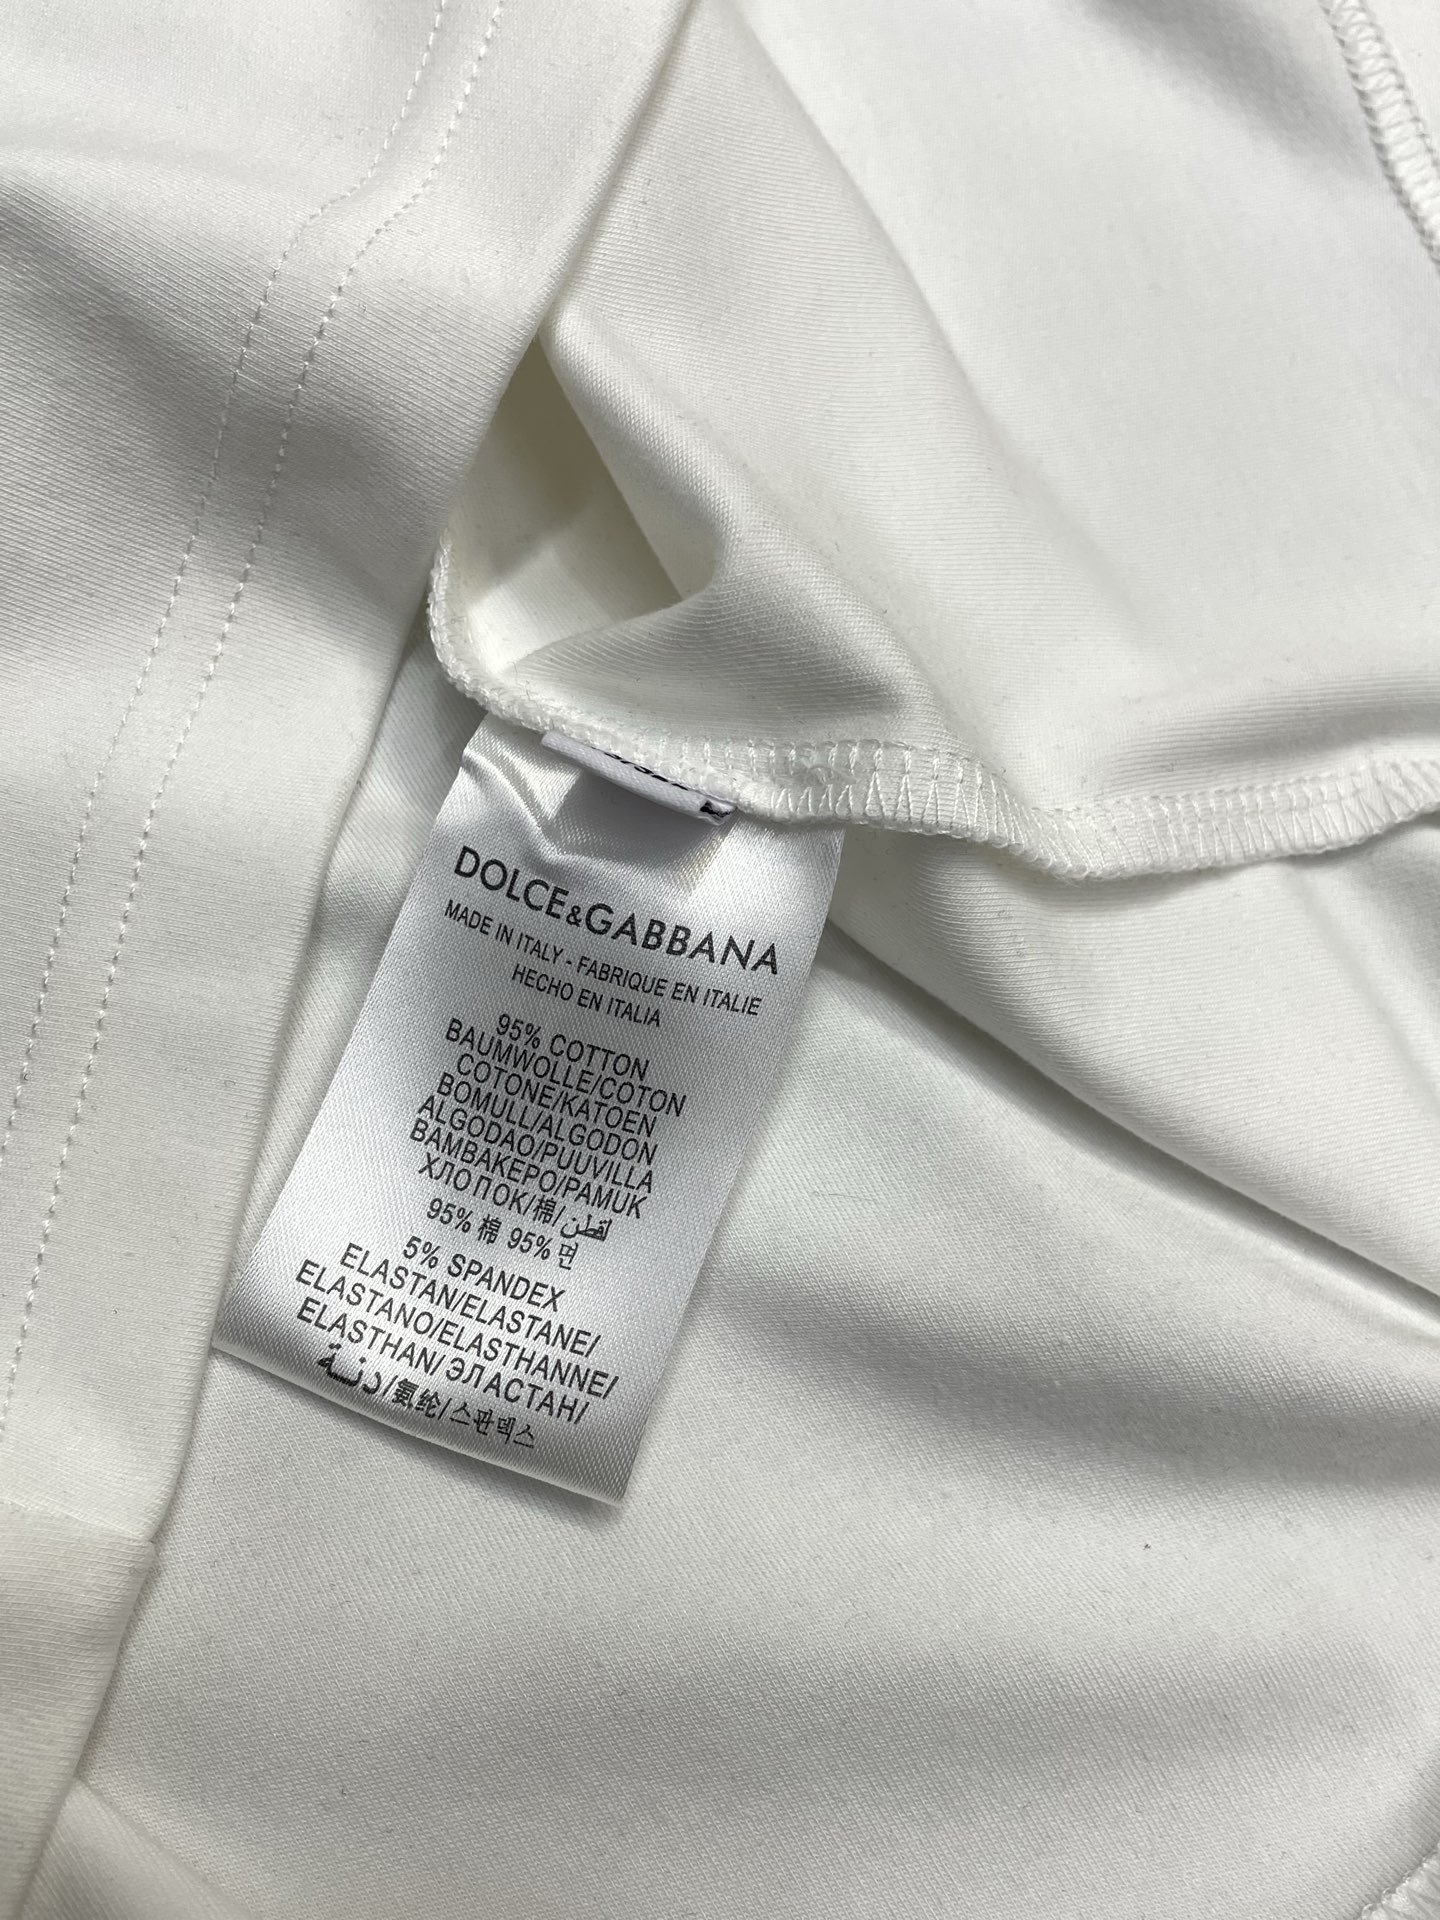 DOLCE&GABBANA
MADE IN ITALY - FABRIQUE EN ITALIE
HECHO EN ITALIA
95% COTTON
BAUMWOLLE/COTON
COTONE/KATOEN
BOMULL/ALGODON
ALGODAO/PUUVILLA
BAMBAKEPO/PAMUK
ХЛОПОК/棉/لقطن
95% 棉 95% 면
5% SPANDEX
ELASTAN/ELASTANE/
ELASTANO/ELASTHANNE/
ELASTHAN/ ЭЛАСТАН/
/氨纶/스판덱스